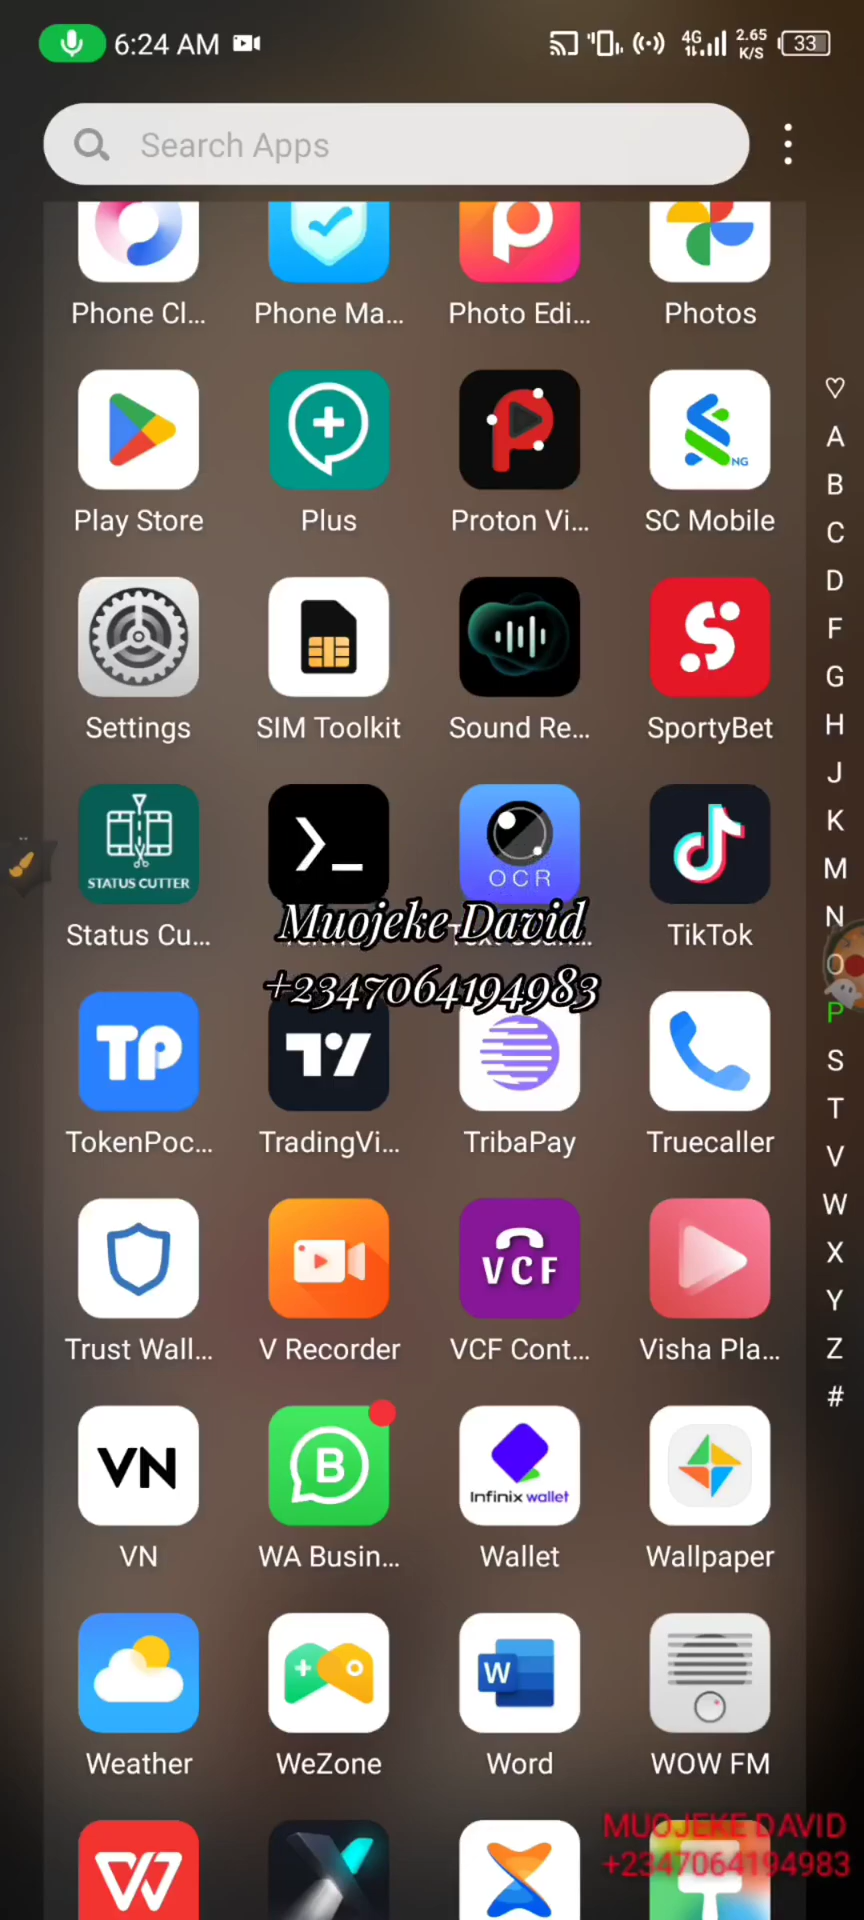 6:24 AM
4G
2.65
K/S
33
Search Apps
Phone Cl...
Phone Ma...
Photo Edi...
Photos
Play Store
Plus
Proton Vi...
NG
SC Mobile
Settings
SIM Toolkit
Sound Re...
SportyBet
STATUS CUTTER
OCR
Status Cu...
TikTok
Muojeke David
+2347064194983
TP
TokenPoc...
TradingVi...
TribaPay
Truecaller
VCF
Trust Wall...
V Recorder
VCF Cont...
Visha Pla...
VN
B
Infinix wallet
VN
WA Busin...
Wallet
Wallpaper
W
Weather
WeZone
Word
WOW FM
MUOJEKE DAVID
+2347064194983
♡
A
B
C
D
F
G
H
J
K
M
N
O
P
S
T
V
W
X
Y
Z
#